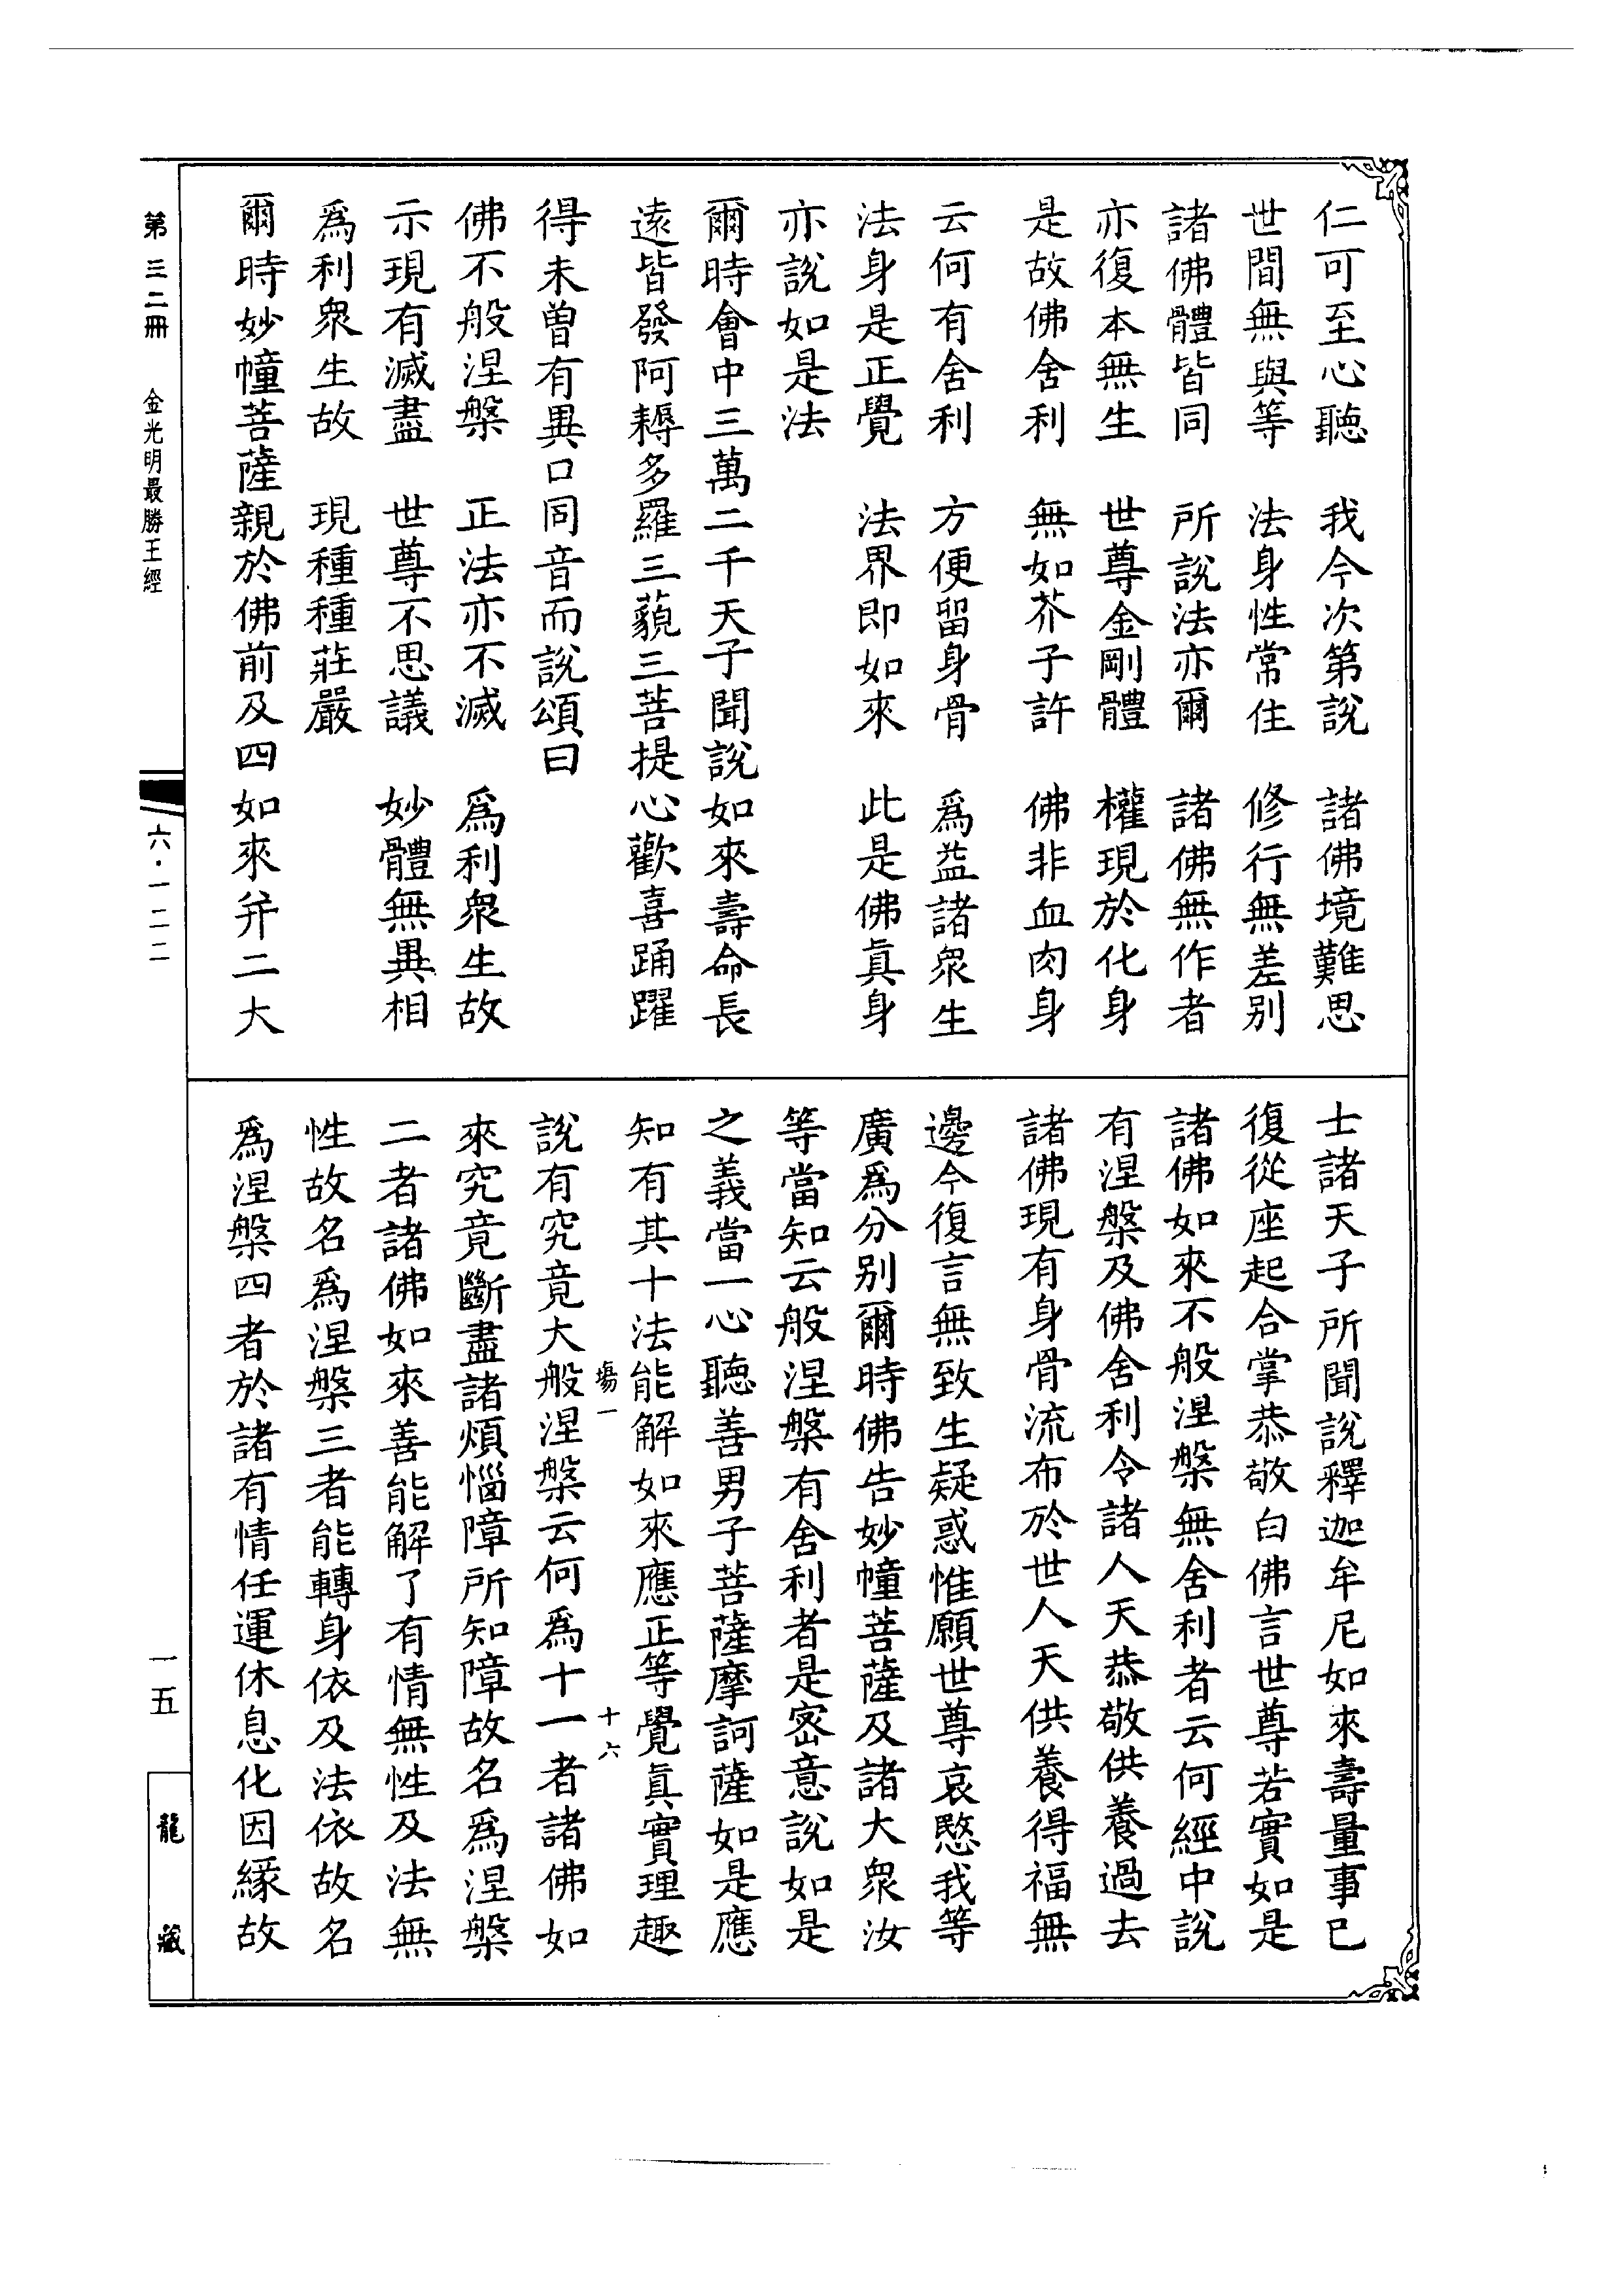 仁可至心聽　我今次第說　諸佛境難思
世間無與等　法身性常住　修行無差别
諸佛體皆同　所說法亦爾　諸佛無作者
亦復本無生　世尊金剛體　權現於化身
是故佛舍利　無如芥子許　佛非血肉身
云何有舍利　方便留身骨　爲益諸衆生
法身是正覺　法界即如來　此是佛眞身
亦說如是法
爾時會中三萬二千天子聞說如來壽命長
遠皆發阿耨多羅三藐三菩提心歡喜踊躍
得未曾有異口同音而說頌曰
佛不般涅槃　正法亦不滅　爲利衆生故
示現有滅盡　世尊不思議　妙體無異相
爲利衆生故　現種種莊嚴
爾時妙幢菩薩親於佛前及四如來并二大
士諸天子所聞說釋迦牟尼如來壽量事已
復從座起合掌恭敬白佛言世尊若實如是
諸佛如來不般涅槃無舍利者云何經中說
有涅槃及佛舍利令諸人天恭敬供養過去
諸佛現有身骨流布於世人天供養得福無
邊今復言無致生疑惑惟願世尊哀愍我等
廣爲分别爾時佛告妙幢菩薩及諸大衆汝
等當知云般涅槃有舍利者是密意說如是
之義當一心聽善男子菩薩摩訶薩如是應
知有其十法能解如來應正等覺眞實理趣
塲一　十六
說有究竟大般涅槃云何爲十一者諸佛如
來究竟斷盡諸煩惱障所知障故名爲涅槃
二者諸佛如來善能解了有情無性及法無
性故名爲涅槃三者能轉身依及法依故名
爲涅槃四者於諸有情任運休息化因緣故
第三二冊　金光明最勝王經
六·一二二
一五
龍藏